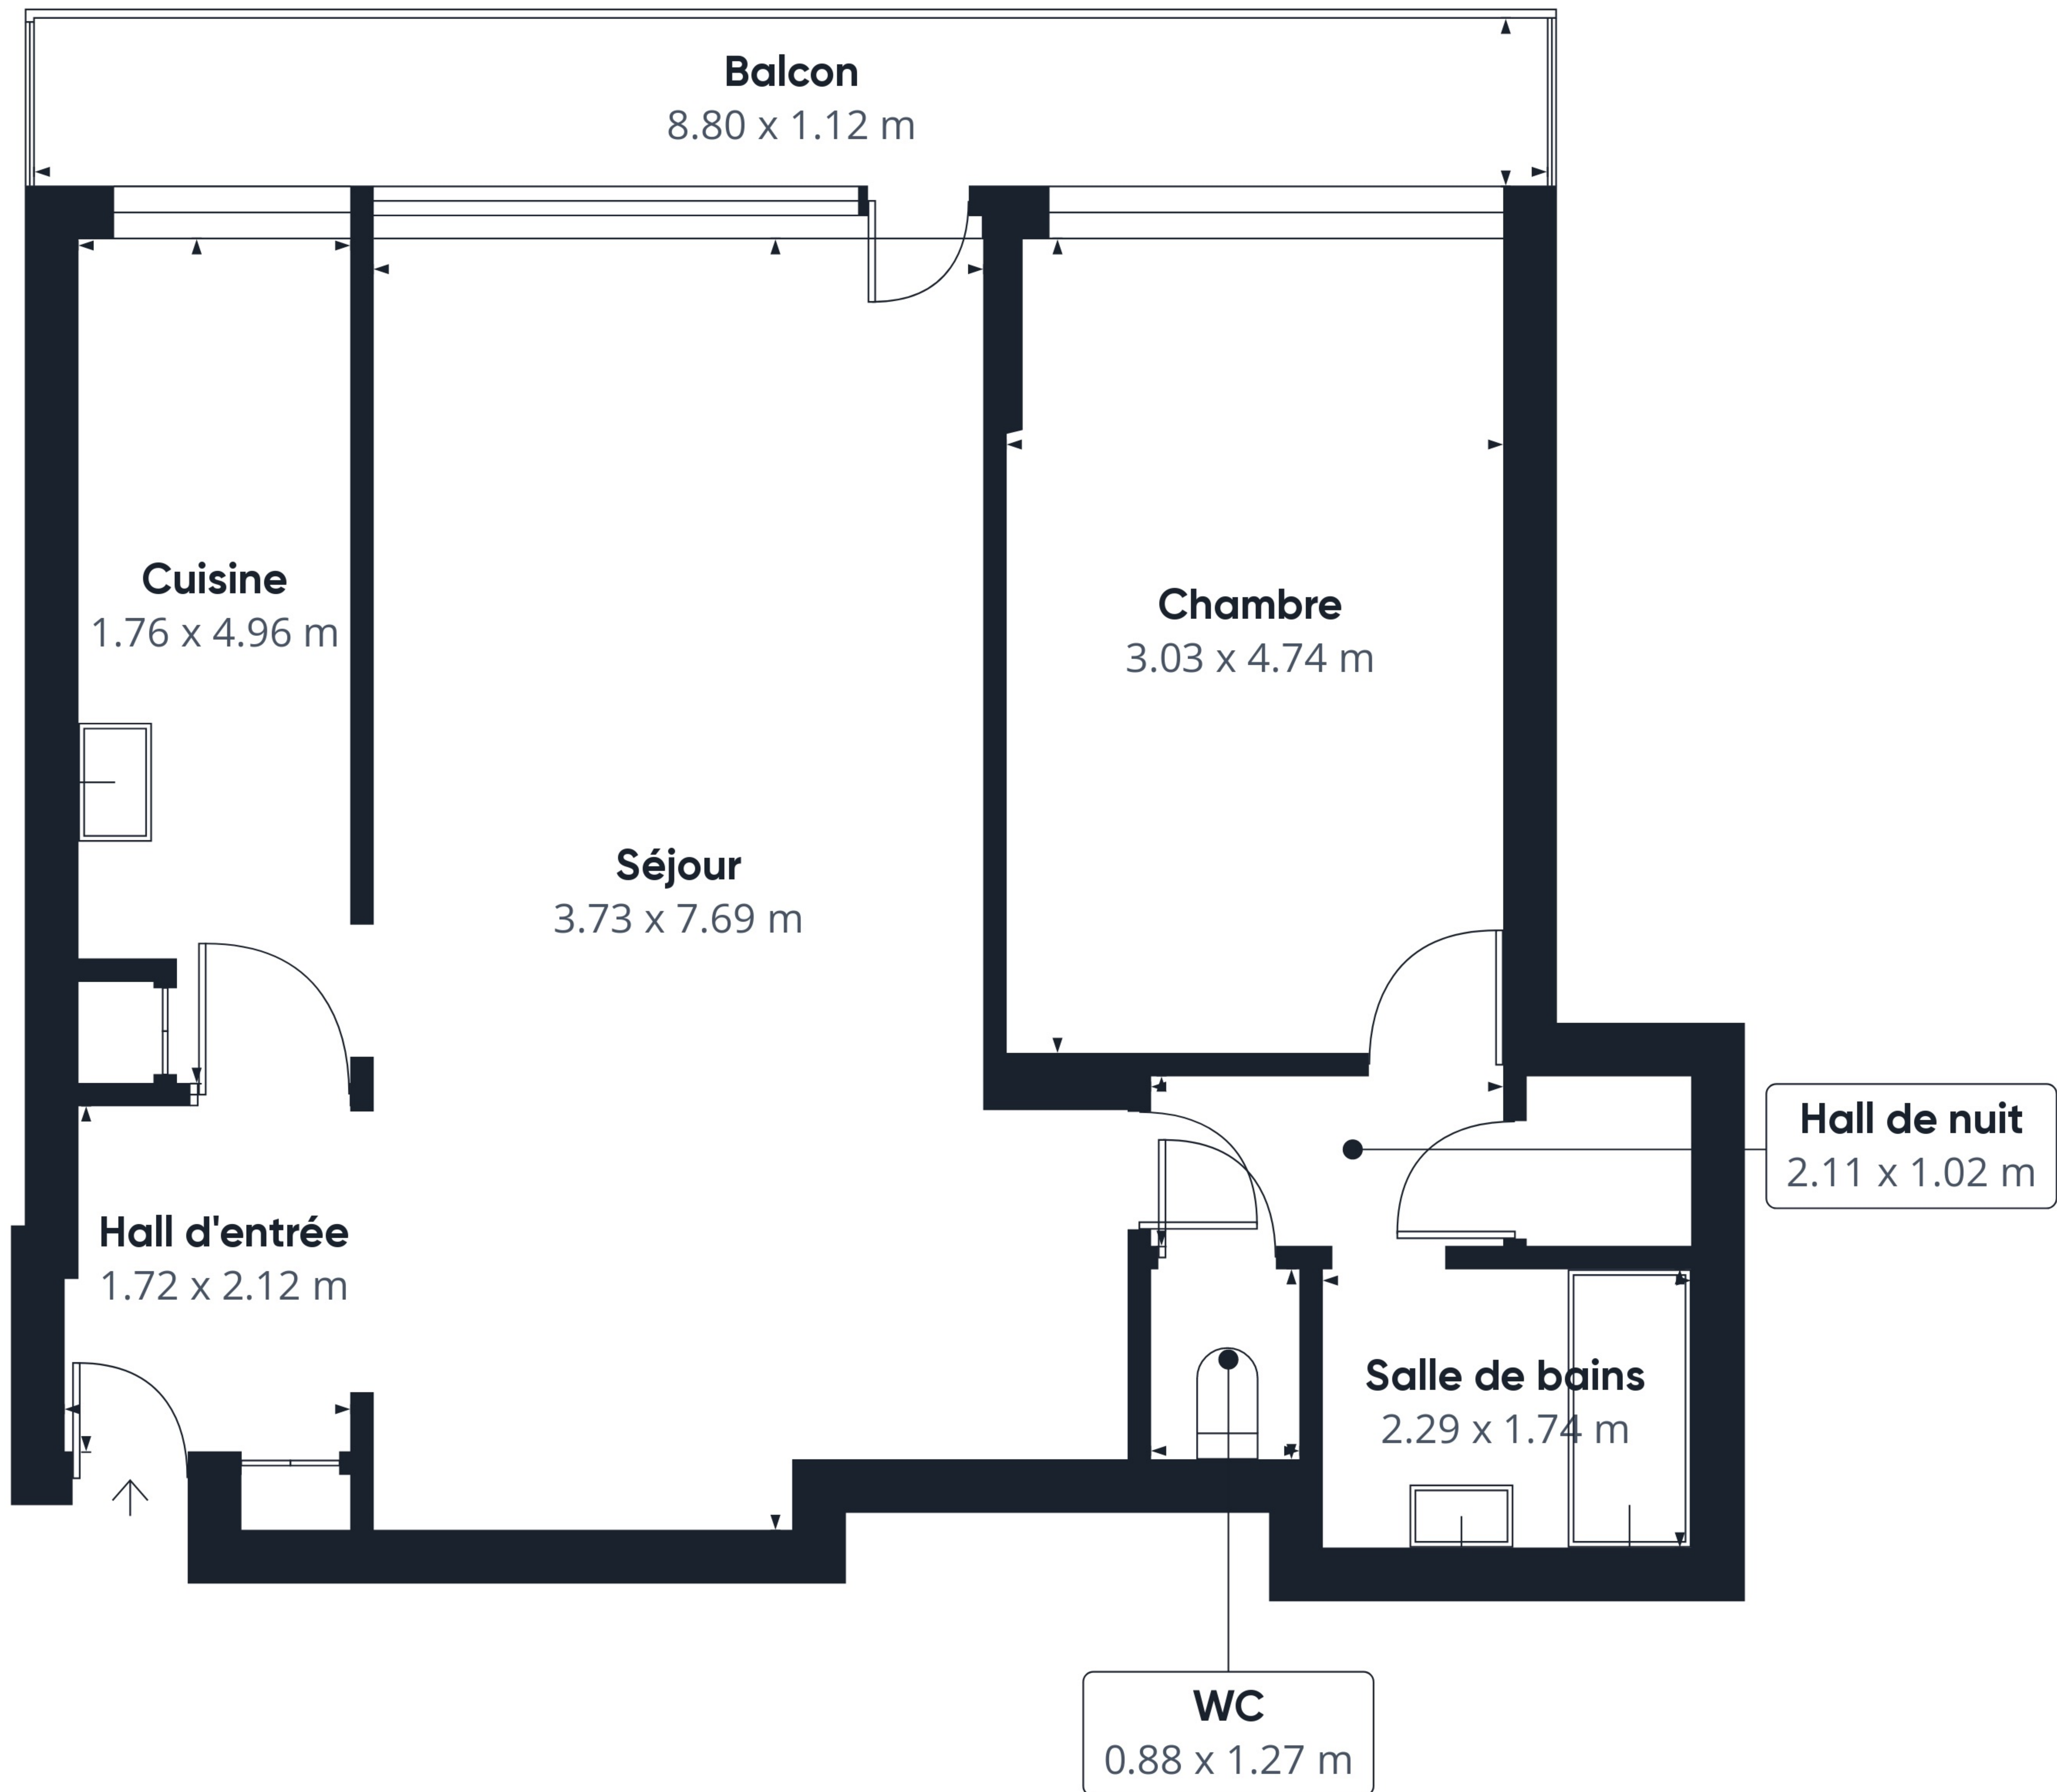 Balcon
8.80 x 1.12 m
Cuisine
1.76 x 4.96 m
Chambre
3.03 x 4.74 m
Séjour
3.73 x 7.69 m
Hall de nuit
2.11 x 1.02 m
Hall d'entrée
1.72 x 2.12 m
Salle de bains
2.29 x 1.74 m
WC
0.88 x 1.27 m